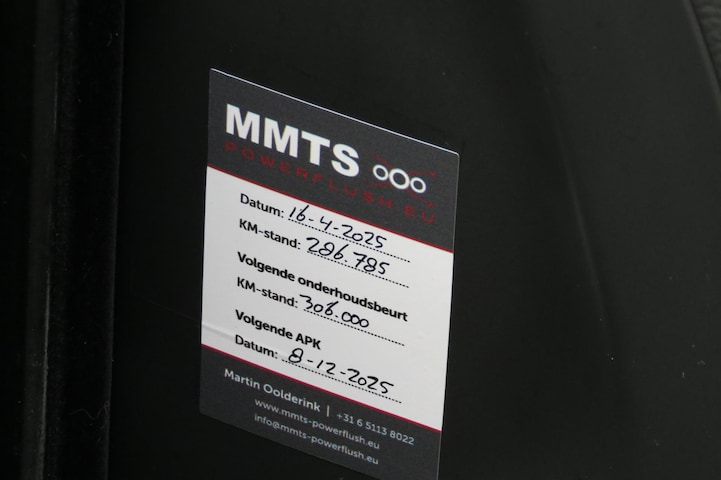 MMTS
POWERFLUSH.EU
Datum: 16-4-2025
KM-stand: 286.785
Volgende onderhoudsbeurt
KM-stand: 306.000
Volgende APK
Datum: 8-12-2025
Martin Oolderink | +31 6 5113 8022
www.mmts-powerflush.eu
info@mmts-powerflush.eu